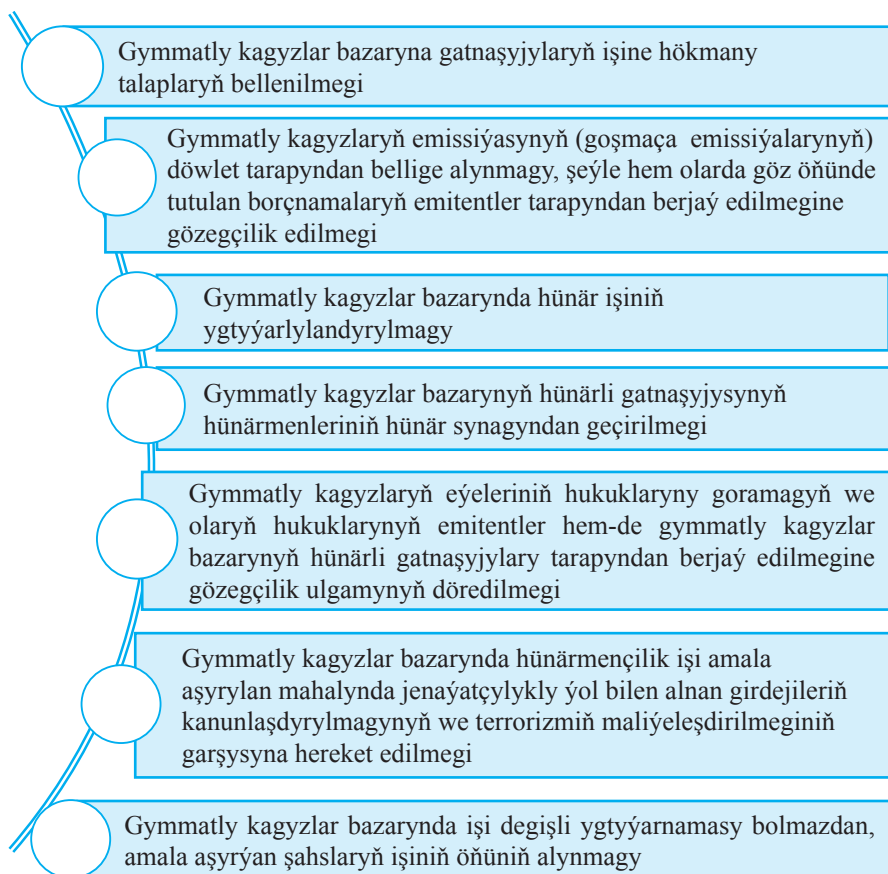 Gymmatly kagyzlar bazaryna gatnaşyjylaryň işine hökmany
talaplaryň bellenilmegi
Gymmatly kagyzlaryň emissiýasynyň (goşmaça emissiýalarynyň)
döwlet tarapyndan bellige alynmagy, şeýle hem olarda göz öňünde
tutulan borçnamalaryň emitentler tarapyndan berjaý edilmegine
gözegçilik edilmegi
Gymmatly kagyzlar bazarynda hünär işiniň
ygtyýarlylandyrylmagy
Gymmatly kagyzlar bazarynyň hünärli gatnaşyjysynyň
hünärmenleriniň hünär synagyndan geçirilmegi
Gymmatly kagyzlaryň eýeleriniň hukuklaryny goramagyň we
olaryň hukuklarynyň emitentler hem-de gymmatly kagyzlar
bazarynyň hünärli gatnaşyjylary tarapyndan berjaý edilmegine
gözegçilik ulgamynyň döredilmegi
Gymmatly kagyzlar bazarynda hünärmençilik işi amala
aşyrylan mahalynda jenaýatçylykly ýol bilen alnan girdejileriň
kanunlaşdyrylmagynyň we terrorizmiň maliýeleşdirilmeginiň
garşysyna hereket edilmegi
Gymmatly kagyzlar bazarynda işi degişli ygtyýarnamasy bolmazdan,
amala aşyrýan şahslaryň işiniň öňüniň alynmagy